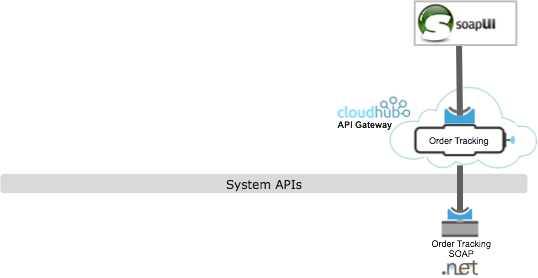 soapUI
cloudhub
API Gateway
Order Tracking
System APIs
Order Tracking
SOAP
.net